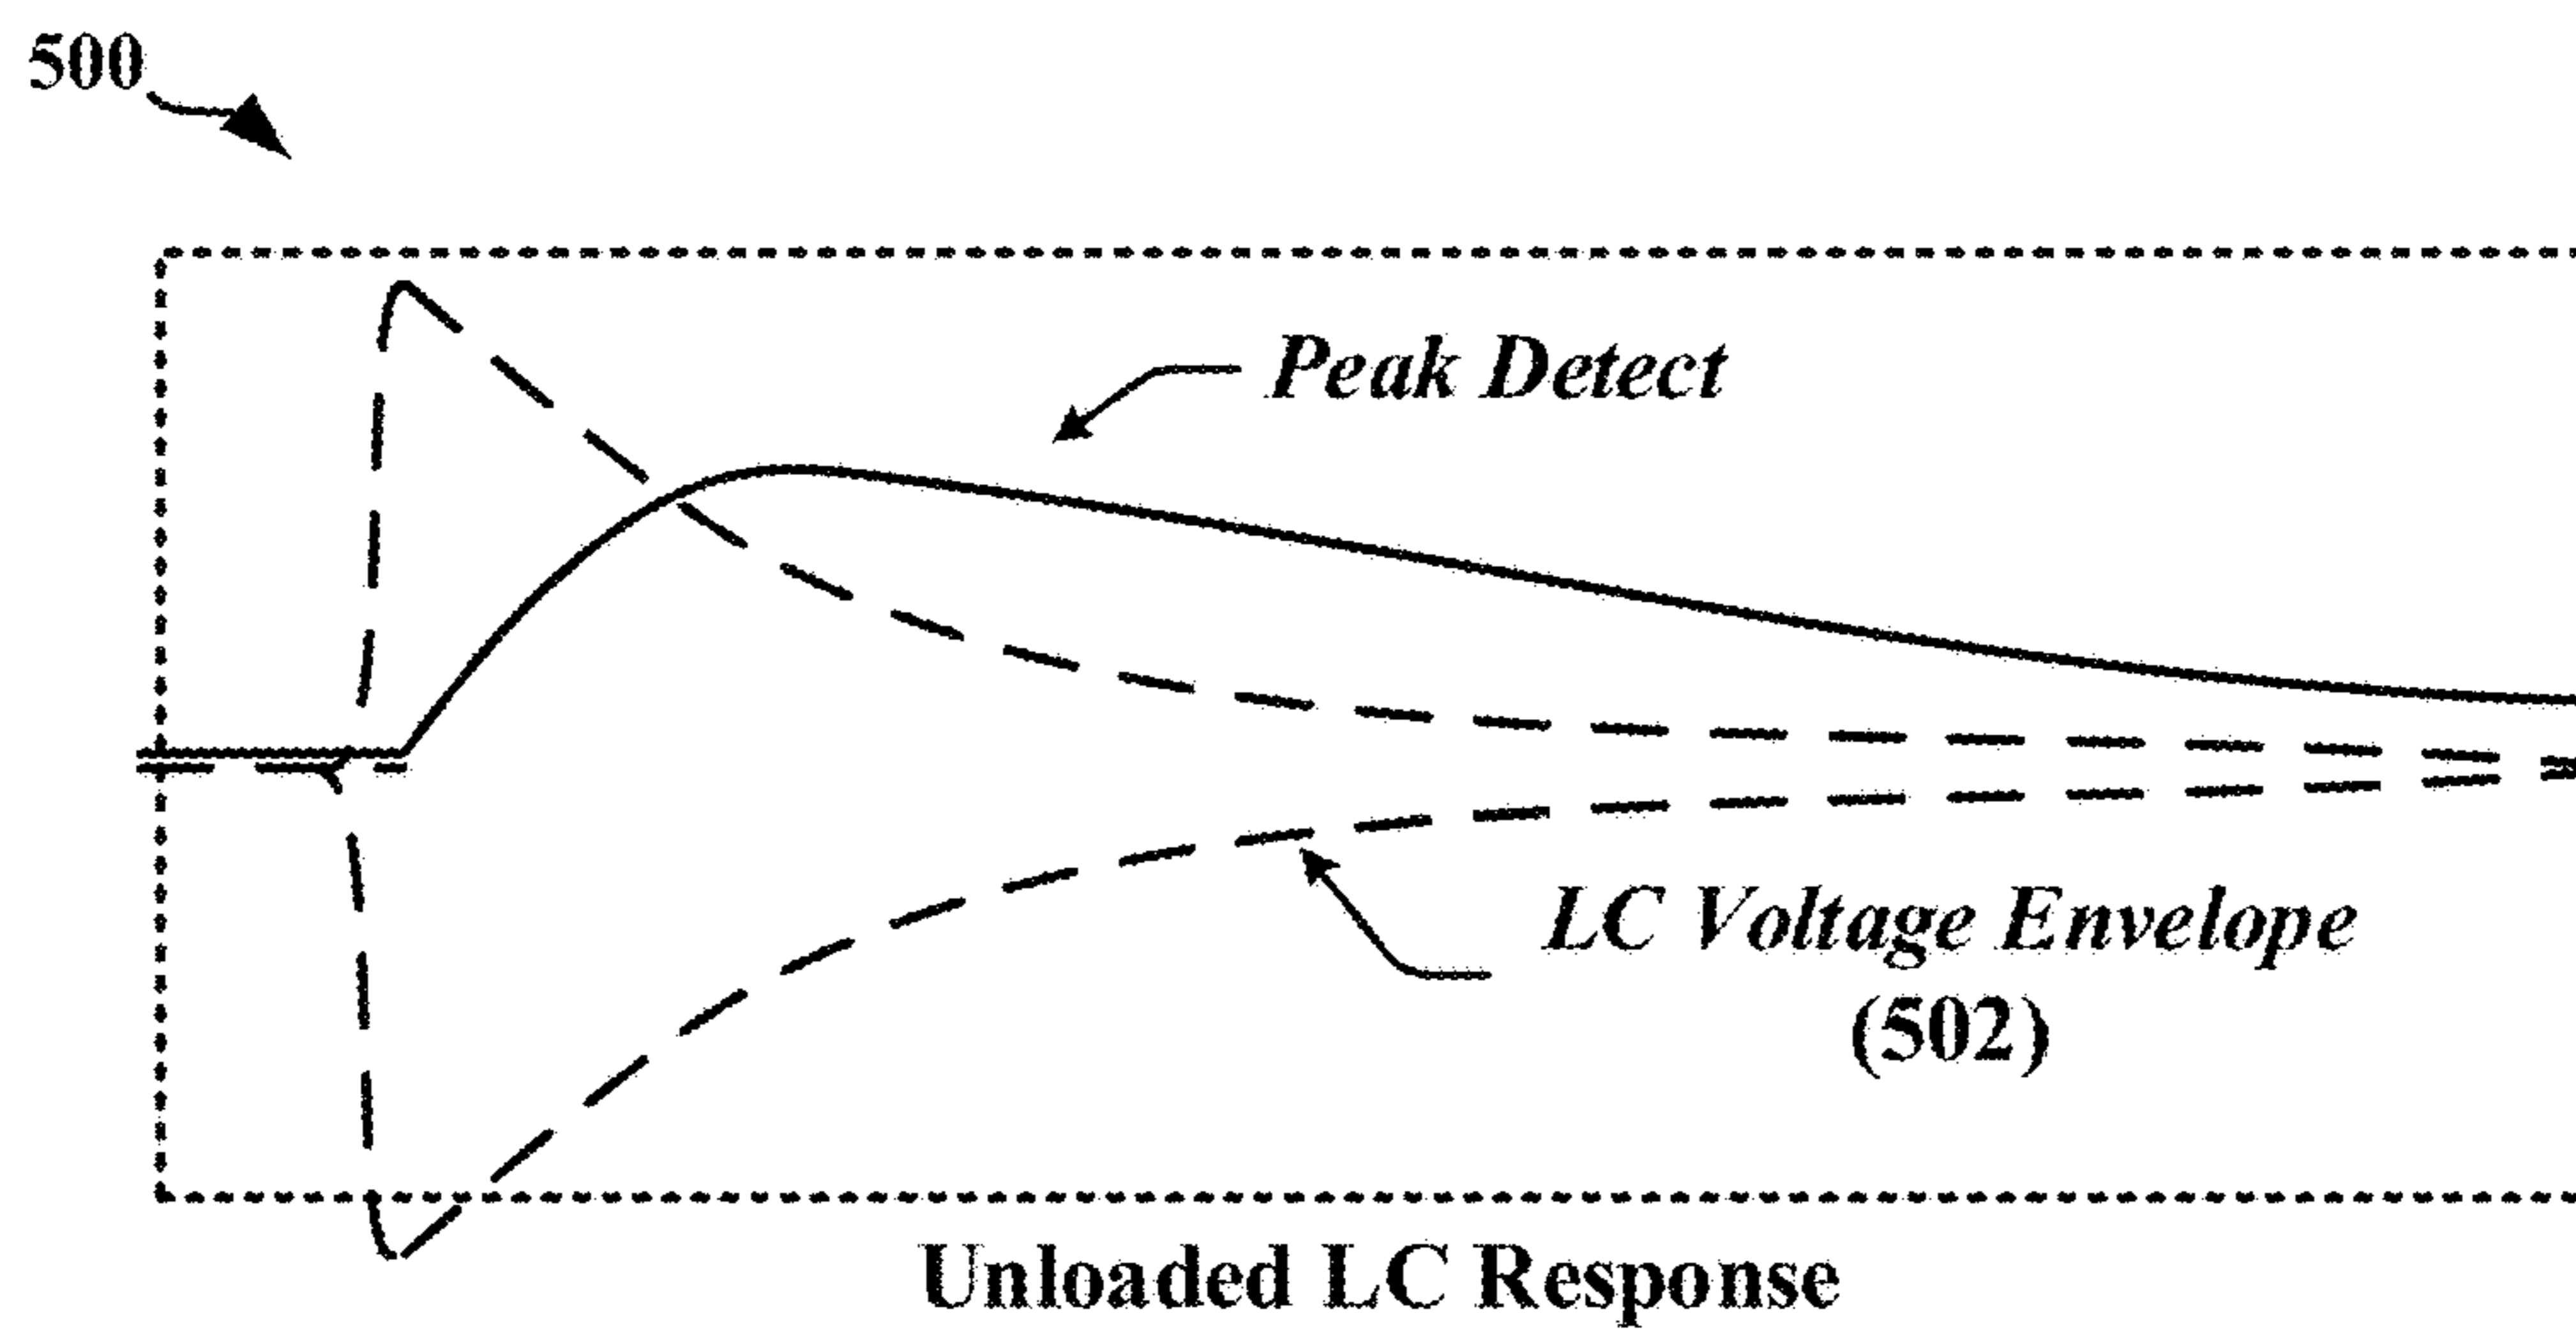 500
Peak Detect
LC Voltage Envelope
(502)
Unloaded LC Response